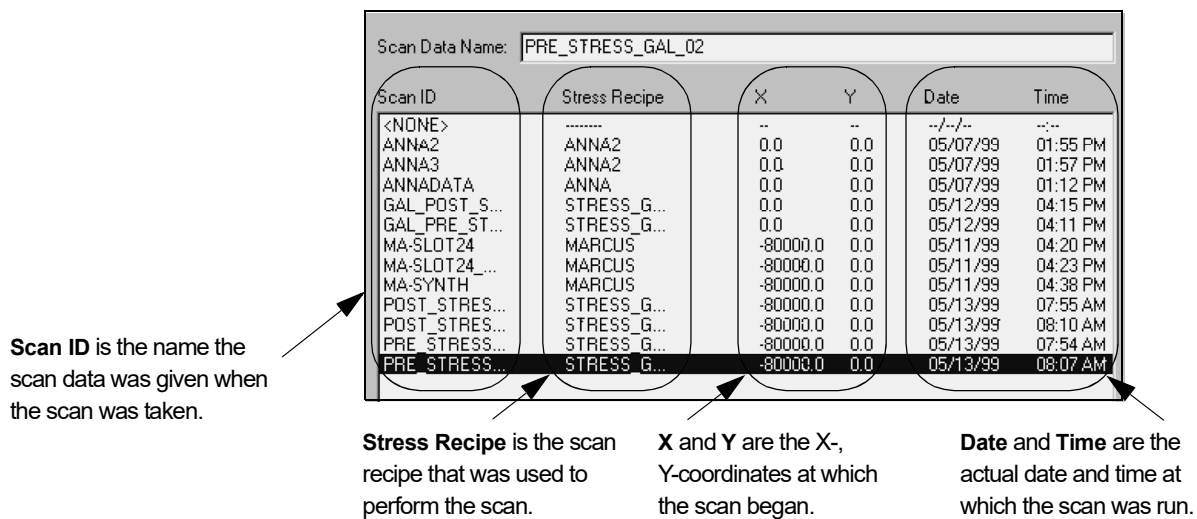 Scan Data Name: PRE_STRESS_GAL_02
Scan ID Stress Recipe X Y Date Time
<NONE> -------- -- -- --/--/-- --:--
ANNA2 ANNA2 0.0 0.0 05/07/99 01:55 PM
ANNA3 ANNA2 0.0 0.0 05/07/99 01:57 PM
ANNADATA ANNA 0.0 0.0 05/07/99 01:12 PM
GAL_POST_S... STRESS_G... 0.0 0.0 05/12/99 04:15 PM
GAL_PRE_ST... STRESS_G... 0.0 0.0 05/12/99 04:11 PM
MA-SLOT24 MARCUS -80000.0 0.0 05/11/99 04:20 PM
MA-SLOT24_... MARCUS -80000.0 0.0 05/11/99 04:23 PM
MA-SYNTH MARCUS -80000.0 0.0 05/11/99 04:38 PM
POST_STRES... STRESS_G... -80000.0 0.0 05/13/99 07:55 AM
POST_STRES... STRESS_G... -80000.0 0.0 05/13/99 08:10 AM
PRE_STRESS... STRESS_G... -80000.0 0.0 05/13/99 07:54 AM
PRE_STRESS... STRESS_G... -80000.0 0.0 05/13/99 08:07 AM
Scan ID is the name the
scan data was given when
the scan was taken.
Stress Recipe is the scan
recipe that was used to
perform the scan.
X and Y are the X-,
Y-coordinates at which
the scan began.
Date and Time are the
actual date and time at
which the scan was run.